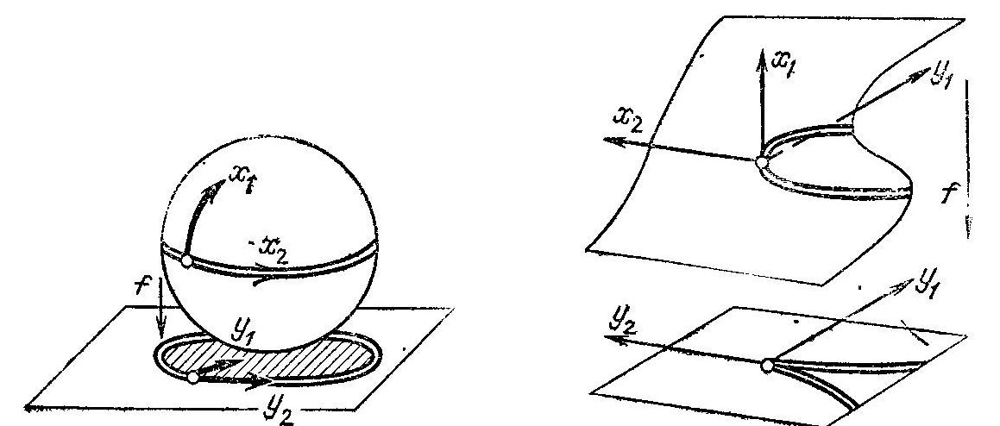 x₁
x₂
f
y₁
y₂
x₁
y₁
x₂
f
y₁
y₂